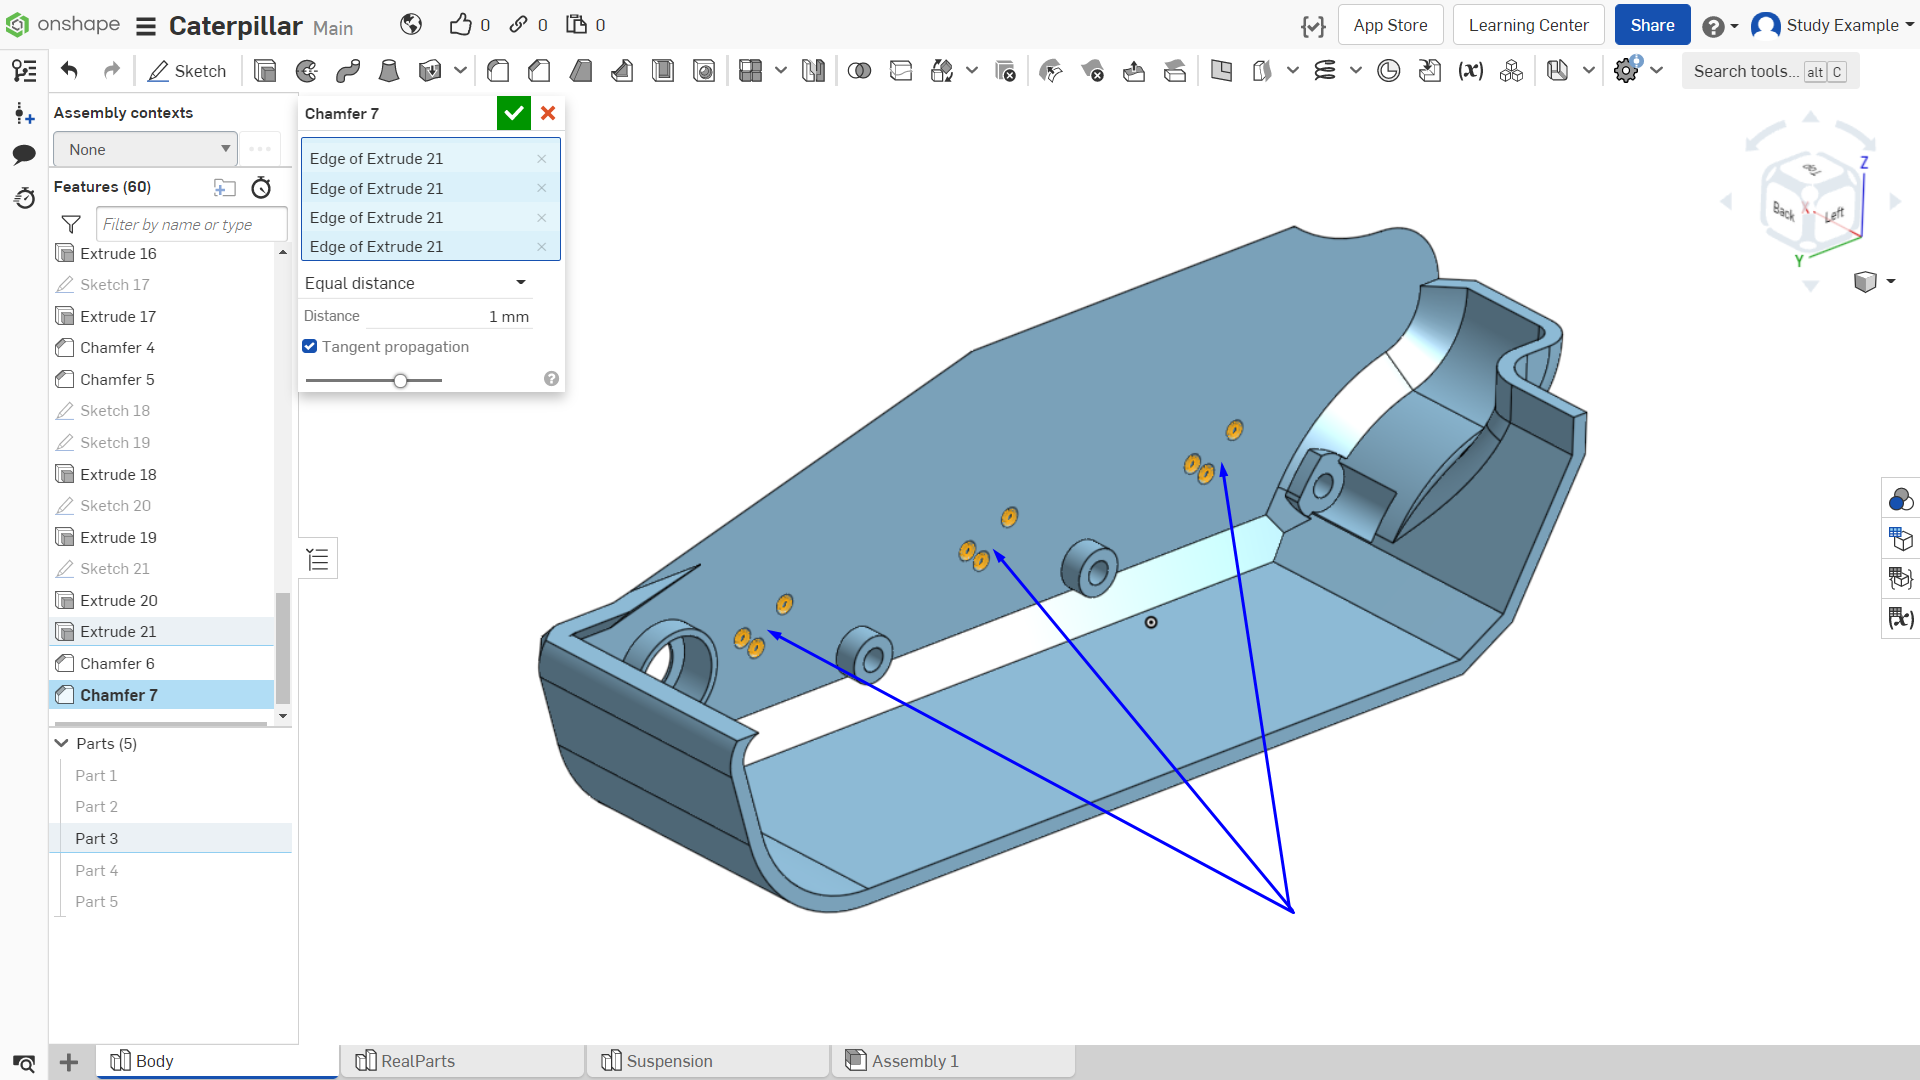 onshape
Caterpillar Main
0
0
0
App Store
Learning Center
Share
Study Example
Sketch
Search tools... alt C
Assembly contexts
None
Features (60)
Filter by name or type
Extrude 16
Sketch 17
Extrude 17
Chamfer 4
Chamfer 5
Sketch 18
Sketch 19
Extrude 18
Sketch 20
Extrude 19
Sketch 21
Extrude 20
Extrude 21
Chamfer 6
Chamfer 7
Parts (5)
Part 1
Part 2
Part 3
Part 4
Part 5
Chamfer 7
Edge of Extrude 21
Edge of Extrude 21
Edge of Extrude 21
Edge of Extrude 21
Equal distance
Distance 1 mm
Tangent propagation
Top
Back
Left
X
Y
Z
Body
RealParts
Suspension
Assembly 1